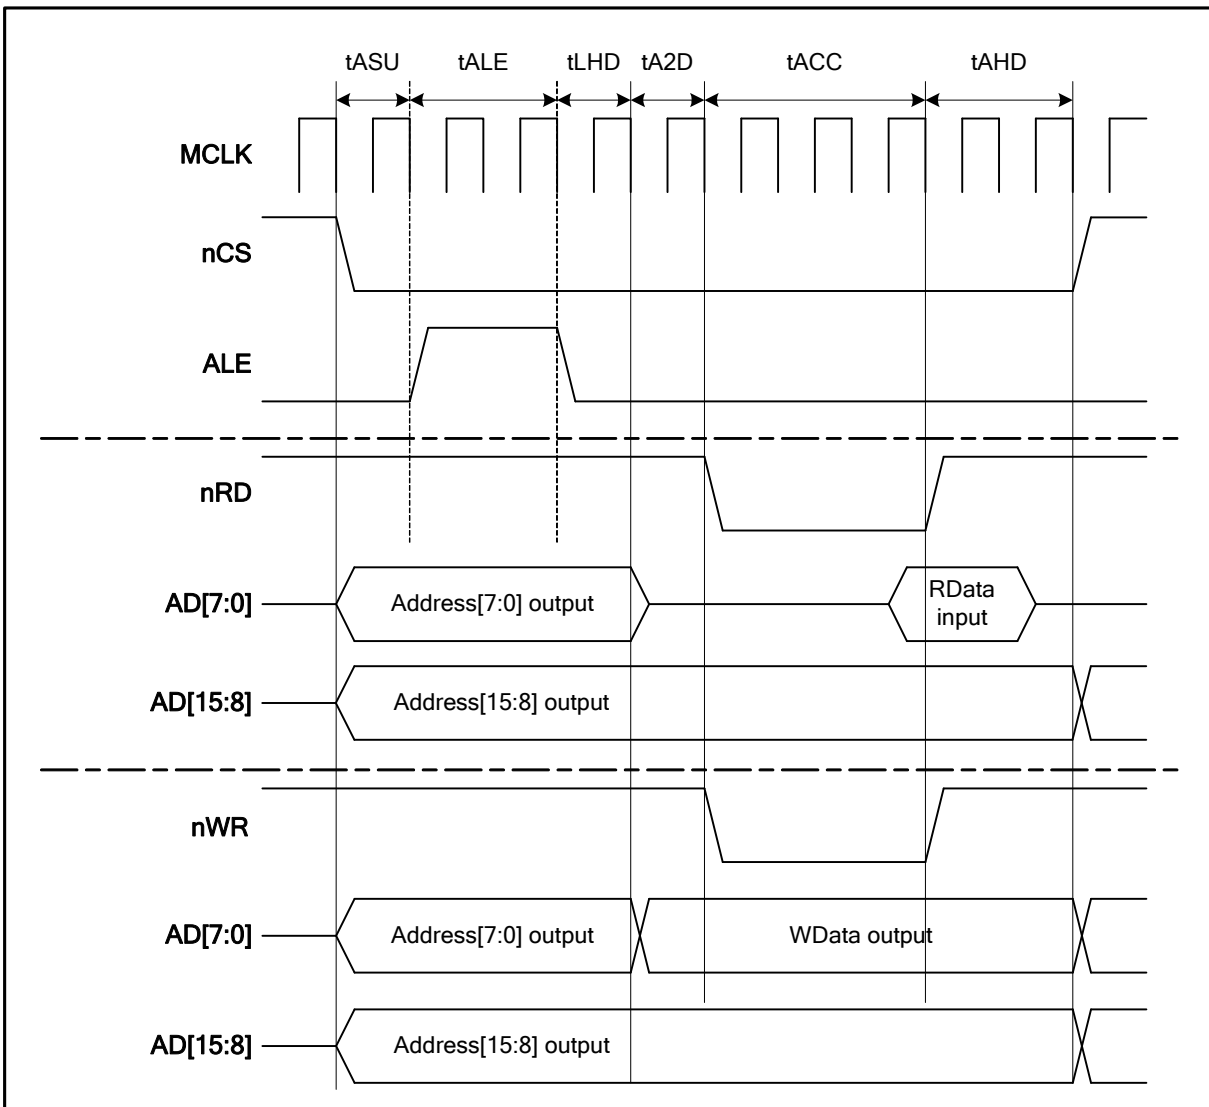 tASU tALE tLHD tA2D tACC tAHD
MCLK
nCS
ALE
nRD
AD[7:0] Address[7:0] output RData
input
AD[15:8] Address[15:8] output
nWR
AD[7:0] Address[7:0] output WData output
AD[15:8] Address[15:8] output